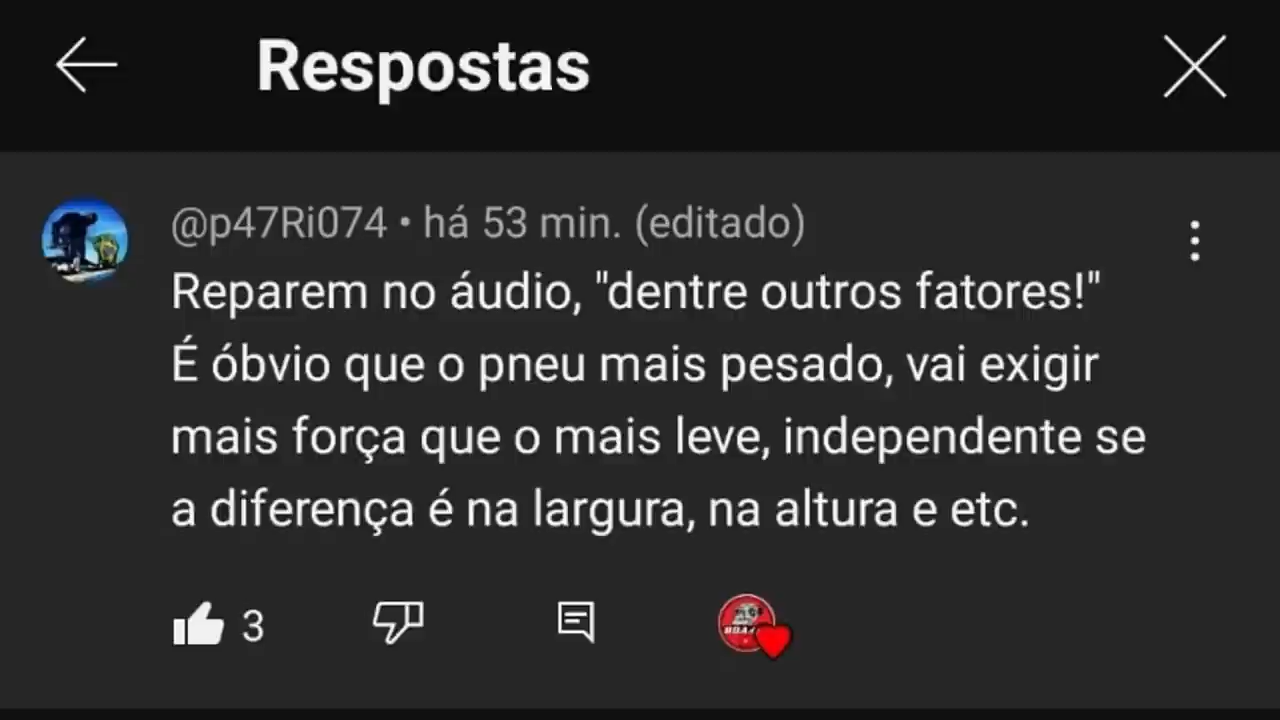 Respostas
@p47Ri074 • há 53 min. (editado)
Reparem no áudio, "dentre outros fatores!"
É óbvio que o pneu mais pesado, vai exigir
mais força que o mais leve, independente se
a diferença é na largura, na altura e etc.
3